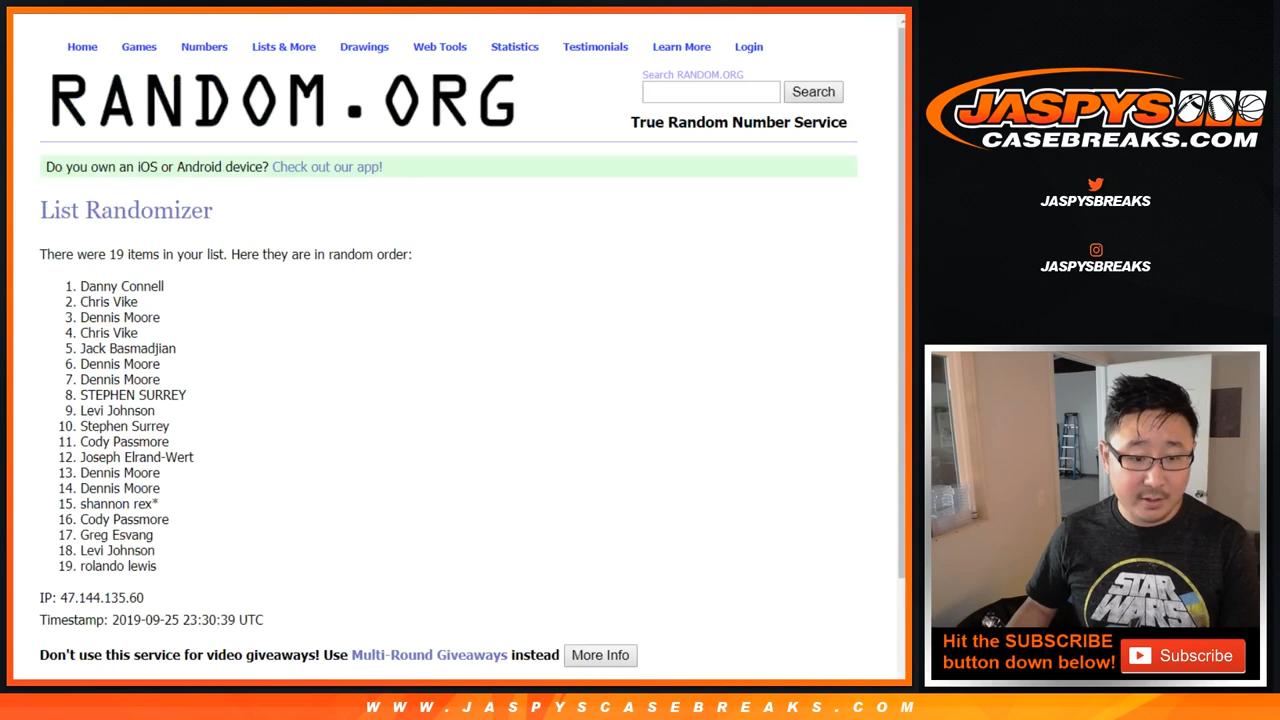 Home Games Numbers Lists & More Drawings Web Tools Statistics Testimonials Learn More Login
RANDOM.ORG
Search RANDOM.ORG
Search
True Random Number Service
Do you own an iOS or Android device? Check out our app!
List Randomizer
There were 19 items in your list. Here they are in random order:
1. Danny Connell
2. Chris Vike
3. Dennis Moore
4. Chris Vike
5. Jack Basmadjian
6. Dennis Moore
7. Dennis Moore
8. STEPHEN SURREY
9. Levi Johnson
10. Stephen Surrey
11. Cody Passmore
12. Joseph Elrand-Wert
13. Dennis Moore
14. Dennis Moore
15. shannon rex*
16. Cody Passmore
17. Greg Esvang
18. Levi Johnson
19. rolando lewis
IP: 47.144.135.60
Timestamp: 2019-09-25 23:30:39 UTC
Don't use this service for video giveaways! Use Multi-Round Giveaways instead More Info
JASPYS
CASEBREAKS.COM
JASPYSBREAKS
JASPYSBREAKS
STAR
WARS
Hit the SUBSCRIBE
button down below!
Subscribe
WWW.JASPYSCASEBREAKS.COM